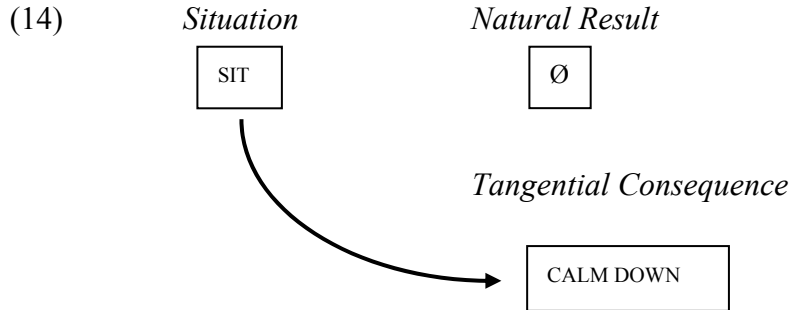 (14) Situation Natural Result
SIT Ø
Tangential Consequence
CALM DOWN